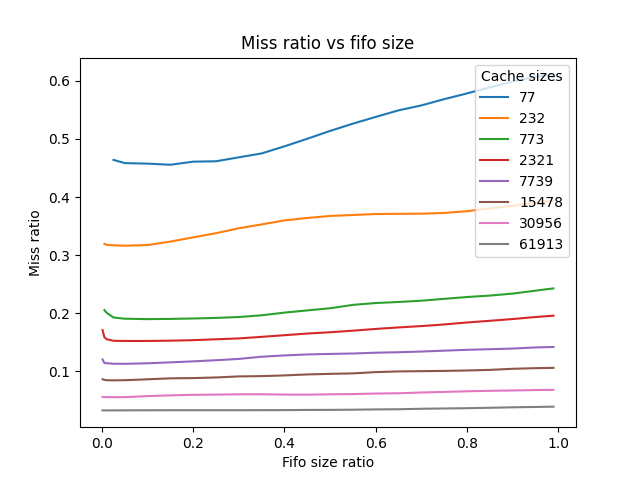 Miss ratio vs fifo size
Cache sizes
77
232
773
2321
7739
15478
30956
61913
0.6
0.5
0.4
0.3
0.2
0.1
Miss ratio
0.0 0.2 0.4 0.6 0.8 1.0
Fifo size ratio